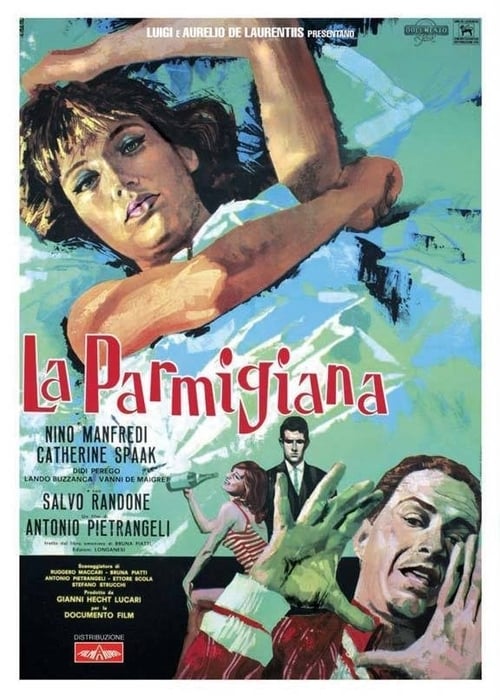 LUIGI E AURELIO DE LAURENTIIS PRESENTANO
DOCUMENTO
La Parmigiana
NINO MANFREDI
CATHERINE SPAAK
DIDI PEREGO
LANDO BUZZANCA VANNI DE MAIGRET
e con
SALVO RANDONE
Un film di
ANTONIO PIETRANGELI
tratto dal libro omonimo di BRUNA PIATTI
Edizioni LONGANESI
Sceneggiatura di
RUGGERO MACCARI - BRUNA PIATTI
ANTONIO PIETRANGELI - ETTORE SCOLA
STEFANO STRUCCHI
Prodotto da
GIANNI HECHT LUCARI
per la
DOCUMENTO FILM
DISTRIBUZIONE